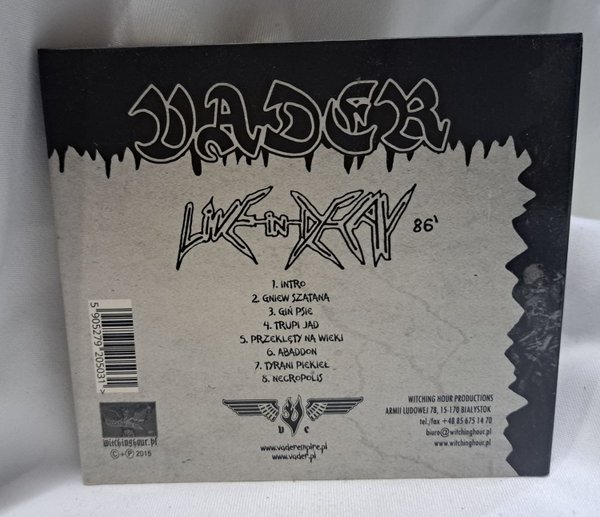 VADER
LIVE-IN-DECAY 86'
1. INTRO
2. GNIEW SZATANA
3. GIŃ PSIE
4. TRUPI JAD
5. PRZEKLĘTY NA WIEKI
6. ABADDON
7. TYRANI PIEKIEŁ
8. NECROPOLIS
5 905279 205031 >
witchinghour.pl
©+℗ 2015
V E
www.vaderempire.pl
www.vader.pl
WITCHING HOUR PRODUCTIONS
ARMII LUDOWEJ 78, 15-170 BIAŁYSTOK
tel./fax +48 85 675 14 70
biuro@witchinghour.pl
www.witchinghour.pl